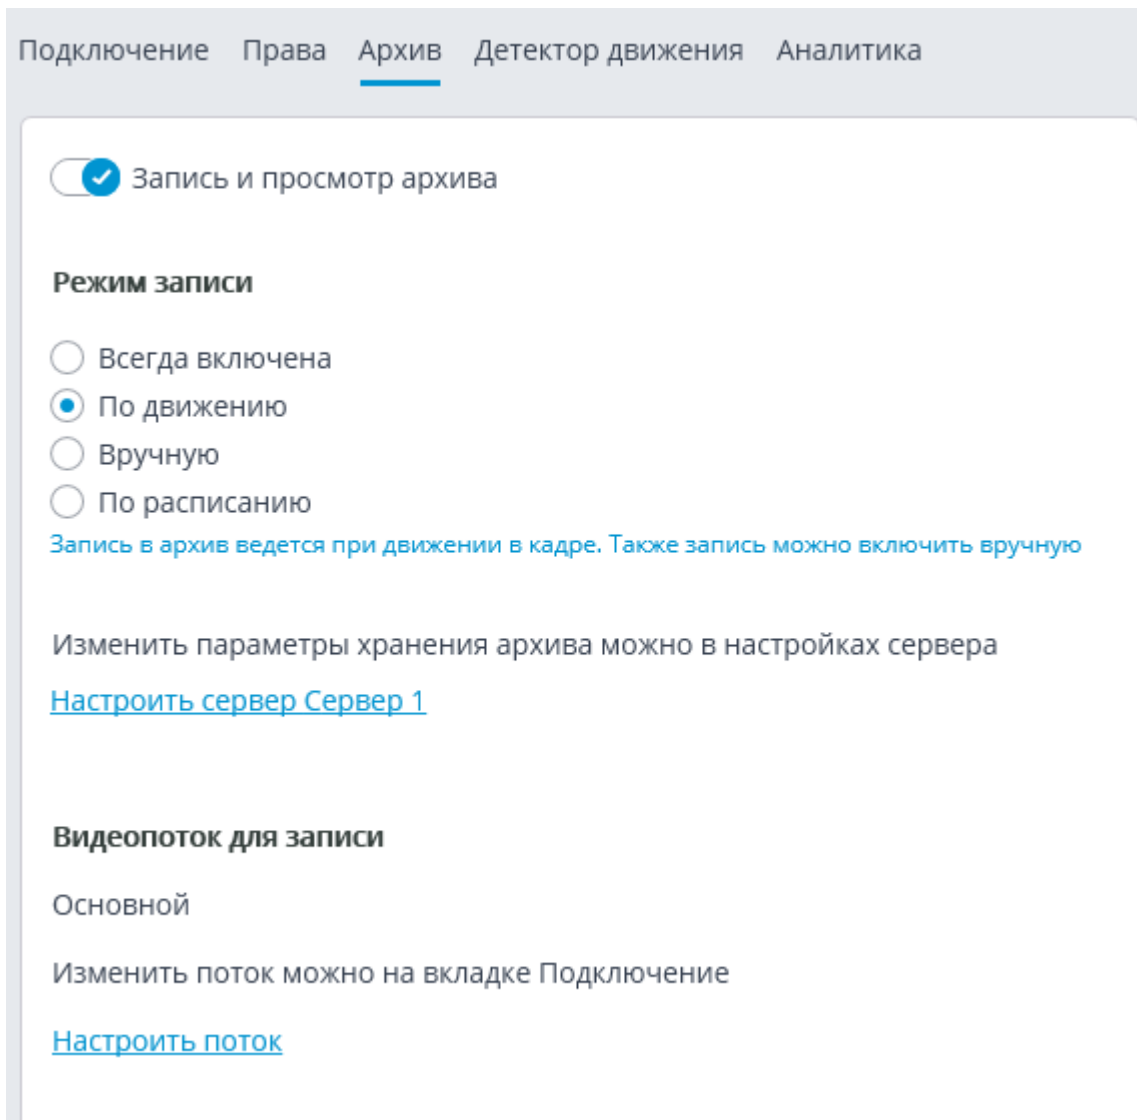 Подключение Права Архив Детектор движения Аналитика
Запись и просмотр архива
Режим записи
Всегда включена
По движению
Вручную
По расписанию
Запись в архив ведется при движении в кадре. Также запись можно включить вручную
Изменить параметры хранения архива можно в настройках сервера
Настроить сервер Сервер 1
Видеопоток для записи
Основной
Изменить поток можно на вкладке Подключение
Настроить поток